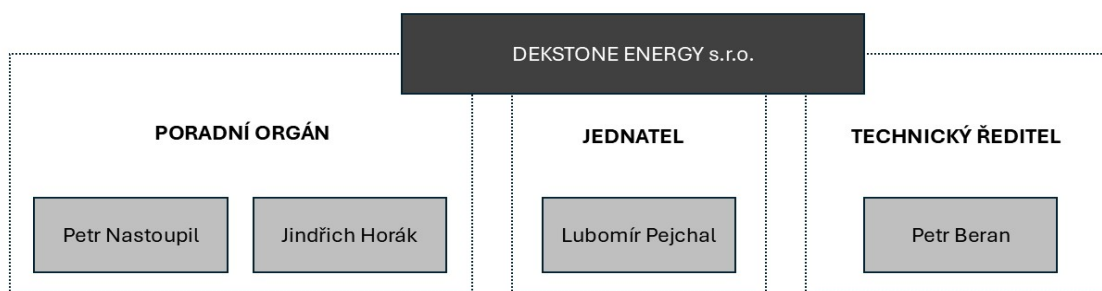 DEKSTONE ENERGY s.r.o.
PORADNÍ ORGÁN
JEDNATEL
TECHNICKÝ ŘEDITEL
Petr Nastoupil
Jindřich Horák
Lubomír Pejchal
Petr Beran